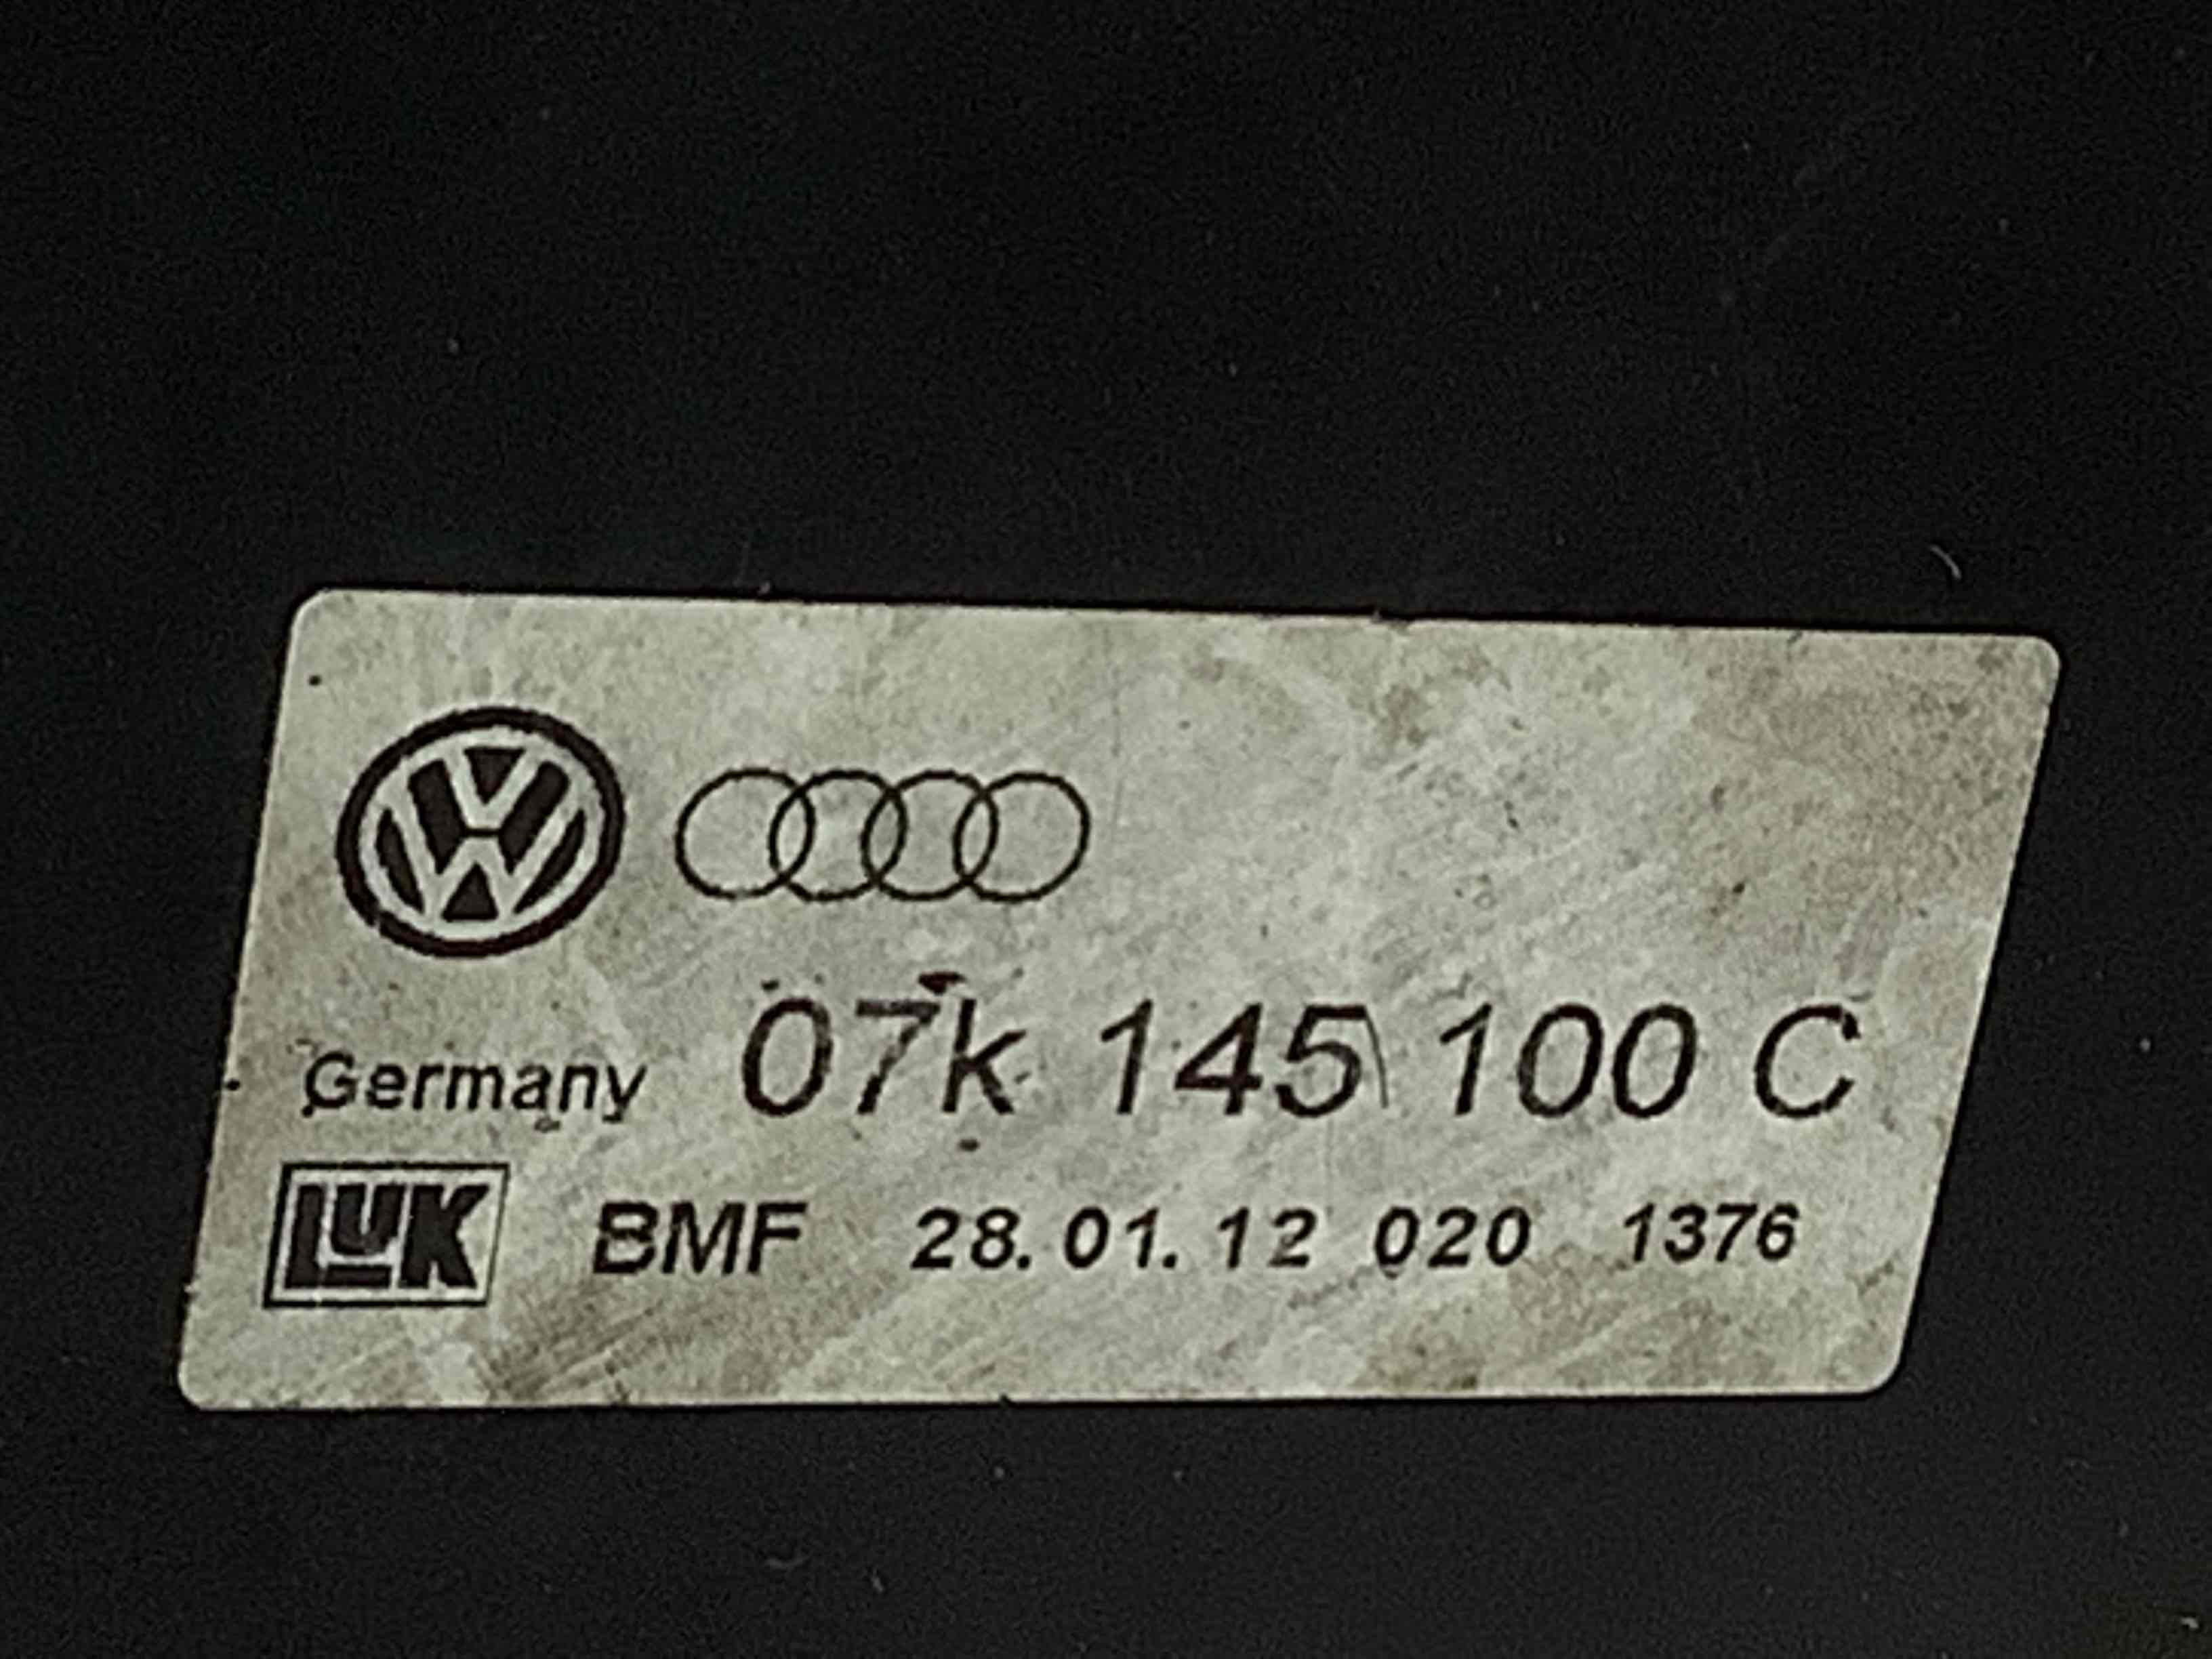 07k 145 100 C
Germany
LUK BMF 28.01.12 020 1376